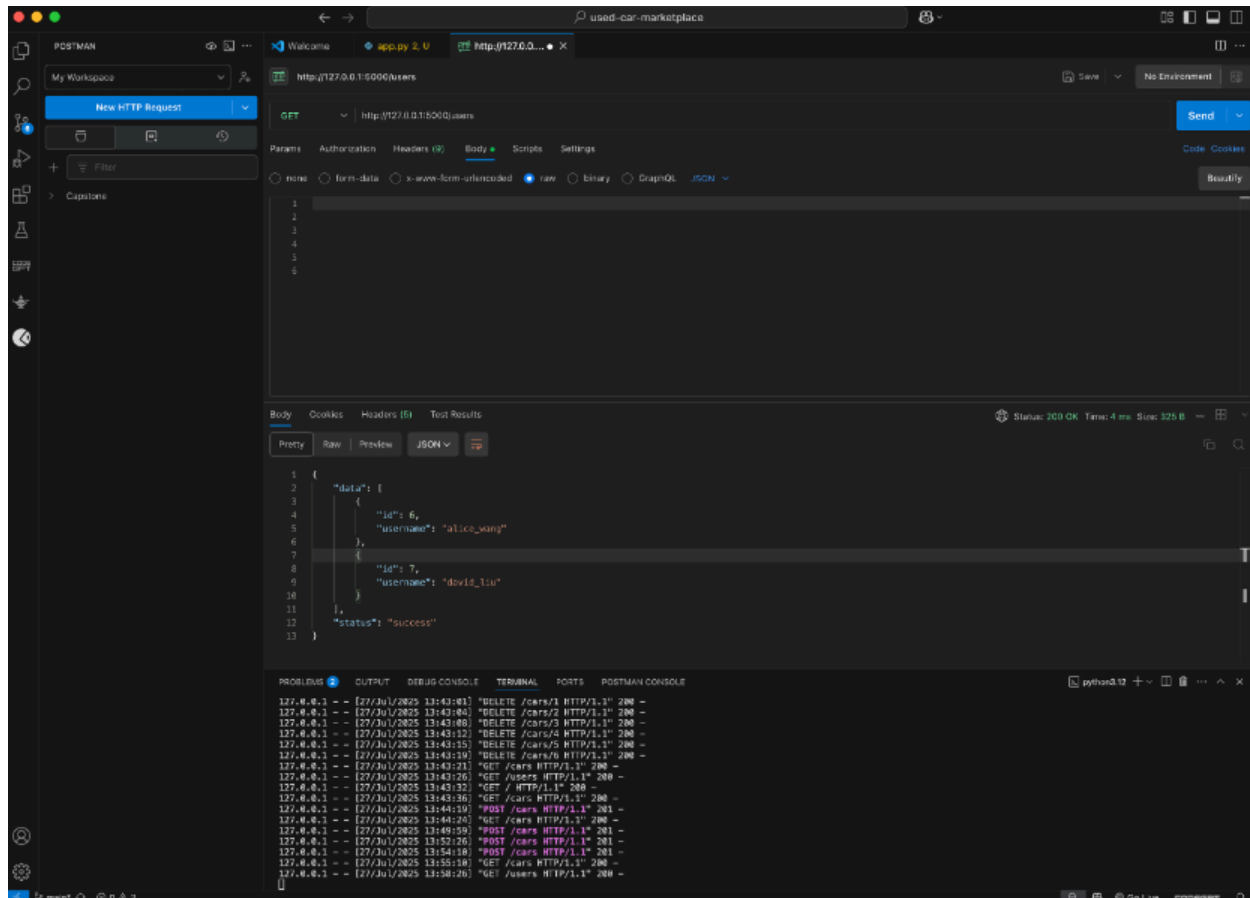 used-car-marketplace
POSTMAN
Welcome
app.py 2, U
http://127.0.0.... ● ×
My Workspace
http://127.0.0.1:5000/users
Save
No Environment
New HTTP Request
GET
http://127.0.0.1:5000/users
Send
Params Authorization Headers (9) Body Scripts Settings
Code Cookies
Filter
none form-data x-www-form-urlencoded raw binary GraphQL JSON
Beautify
Capstone
1
2
3
4
5
6
Body Cookies Headers (5) Test Results
Status: 200 OK Time: 4 ms Size: 325 B
Pretty Raw Preview JSON
1 {
2 "data": [
3 {
4 "id": 6,
5 "username": "alice_wang"
6 },
7 {
8 "id": 7,
9 "username": "david_liu"
10 }
11 ],
12 "status": "success"
13 }
PROBLEMS 2 OUTPUT DEBUG CONSOLE TERMINAL PORTS POSTMAN CONSOLE
python3.12
127.0.0.1 - - [27/Jul/2025 13:43:01] "DELETE /cars/1 HTTP/1.1" 200 -
127.0.0.1 - - [27/Jul/2025 13:43:04] "DELETE /cars/2 HTTP/1.1" 200 -
127.0.0.1 - - [27/Jul/2025 13:43:08] "DELETE /cars/3 HTTP/1.1" 200 -
127.0.0.1 - - [27/Jul/2025 13:43:12] "DELETE /cars/4 HTTP/1.1" 200 -
127.0.0.1 - - [27/Jul/2025 13:43:15] "DELETE /cars/5 HTTP/1.1" 200 -
127.0.0.1 - - [27/Jul/2025 13:43:19] "DELETE /cars/6 HTTP/1.1" 200 -
127.0.0.1 - - [27/Jul/2025 13:43:21] "GET /cars HTTP/1.1" 200 -
127.0.0.1 - - [27/Jul/2025 13:43:26] "GET /users HTTP/1.1" 200 -
127.0.0.1 - - [27/Jul/2025 13:43:32] "GET / HTTP/1.1" 200 -
127.0.0.1 - - [27/Jul/2025 13:43:36] "GET /cars HTTP/1.1" 200 -
127.0.0.1 - - [27/Jul/2025 13:44:19] "POST /cars HTTP/1.1" 201 -
127.0.0.1 - - [27/Jul/2025 13:44:24] "GET /cars HTTP/1.1" 200 -
127.0.0.1 - - [27/Jul/2025 13:49:59] "POST /cars HTTP/1.1" 201 -
127.0.0.1 - - [27/Jul/2025 13:52:26] "POST /cars HTTP/1.1" 201 -
127.0.0.1 - - [27/Jul/2025 13:54:10] "POST /cars HTTP/1.1" 201 -
127.0.0.1 - - [27/Jul/2025 13:55:10] "GET /cars HTTP/1.1" 200 -
127.0.0.1 - - [27/Jul/2025 13:58:26] "GET /users HTTP/1.1" 200 -